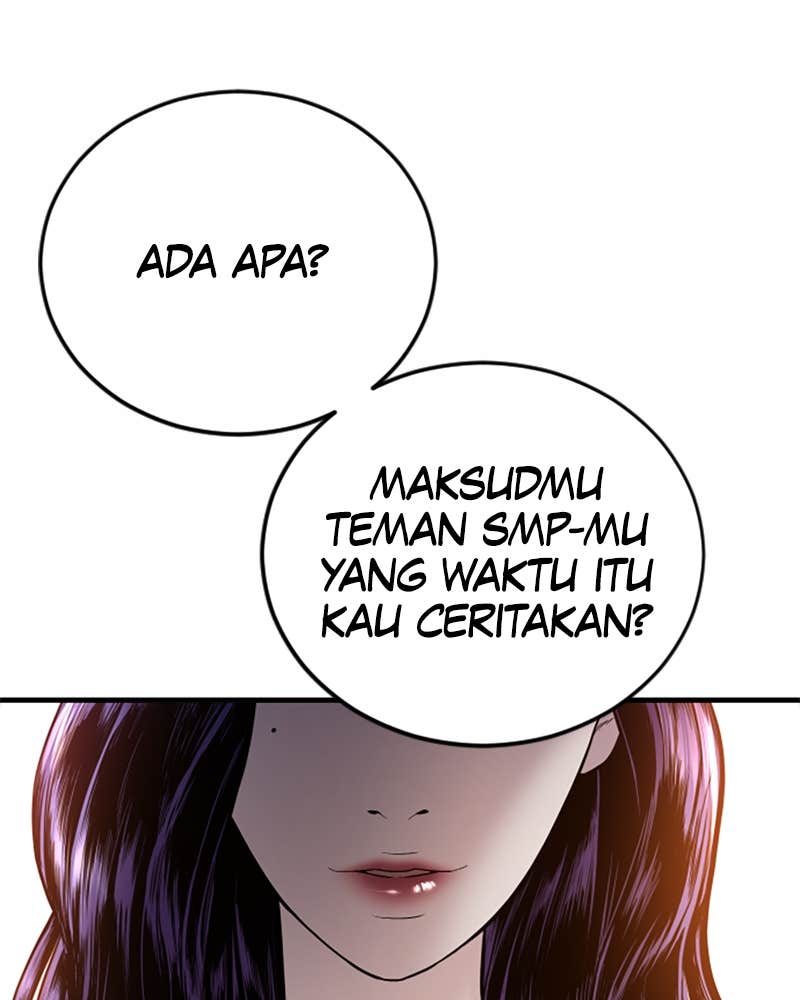 ADA APA?
MAKSUDMU
TEMAN SMP-MU
YANG WAKTU ITU
KAU CERITAKAN?